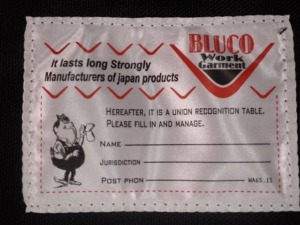 BLUCO
Work
Garment
It lasts long Strongly
Manufacturers of japan products
HEREAFTER, IT IS A UNION RECOGNITION TABLE.
PLEASE FILL IN AND MANAGE.
NAME
JURISDICTION
POST PHON